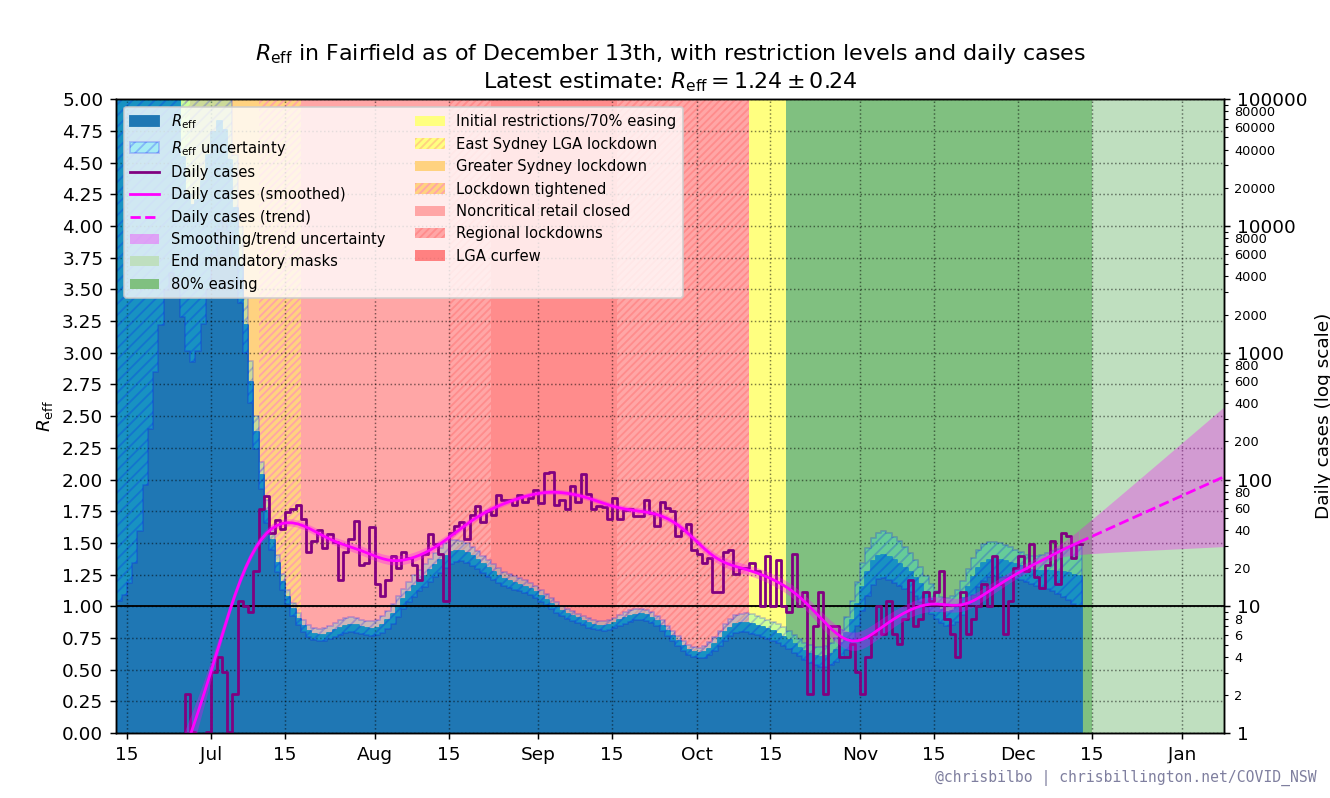 R_eff in Fairfield as of December 13th, with restriction levels and daily cases
Latest estimate: R_eff = 1.24 ± 0.24
R_eff
R_eff uncertainty
Daily cases
Daily cases (smoothed)
Daily cases (trend)
Smoothing/trend uncertainty
End mandatory masks
80% easing
Initial restrictions/70% easing
East Sydney LGA lockdown
Greater Sydney lockdown
Lockdown tightened
Noncritical retail closed
Regional lockdowns
LGA curfew
R_eff
5.00
4.75
4.50
4.25
4.00
3.75
3.50
3.25
3.00
2.75
2.50
2.25
2.00
1.75
1.50
1.25
1.00
0.75
0.50
0.25
0.00
15 Jul 15 Aug 15 Sep 15 Oct 15 Nov 15 Dec 15 Jan
100000
80000
60000
40000
20000
10000
8000
6000
4000
2000
1000
800
600
400
200
100
80
60
40
20
10
8
6
4
2
1
Daily cases (log scale)
@chrisbilbo | chrisbillington.net/COVID_NSW